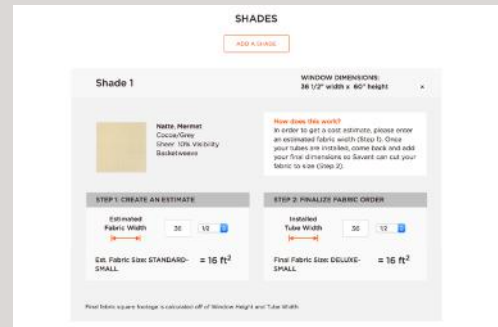 SHADES
ADD A SHADE
Shade 1
WINDOW DIMENSIONS:
36 1/2" width x 60" height
Natte, Mermet
Cocoa/Grey
Sheer 10% Visibility
Basketweave
How does this work?
In order to get a cost estimate, please enter
an estimated fabric width (Step 1). Once
your tubes are installed, come back and add
your final dimensions so Savant can cut your
fabric to size (Step 2).
STEP 1: CREATE AN ESTIMATE
Estimated
Fabric Width
36
1/2
Est. Fabric Size: STANDARD-
SMALL
= 16 ft²
STEP 2: FINALIZE FABRIC ORDER
Installed
Tube Width
36
1/2
Final Fabric Size: DELUXE-
SMALL
= 16 ft²
Final fabric square footage is calculated off of Window Height and Tube Width